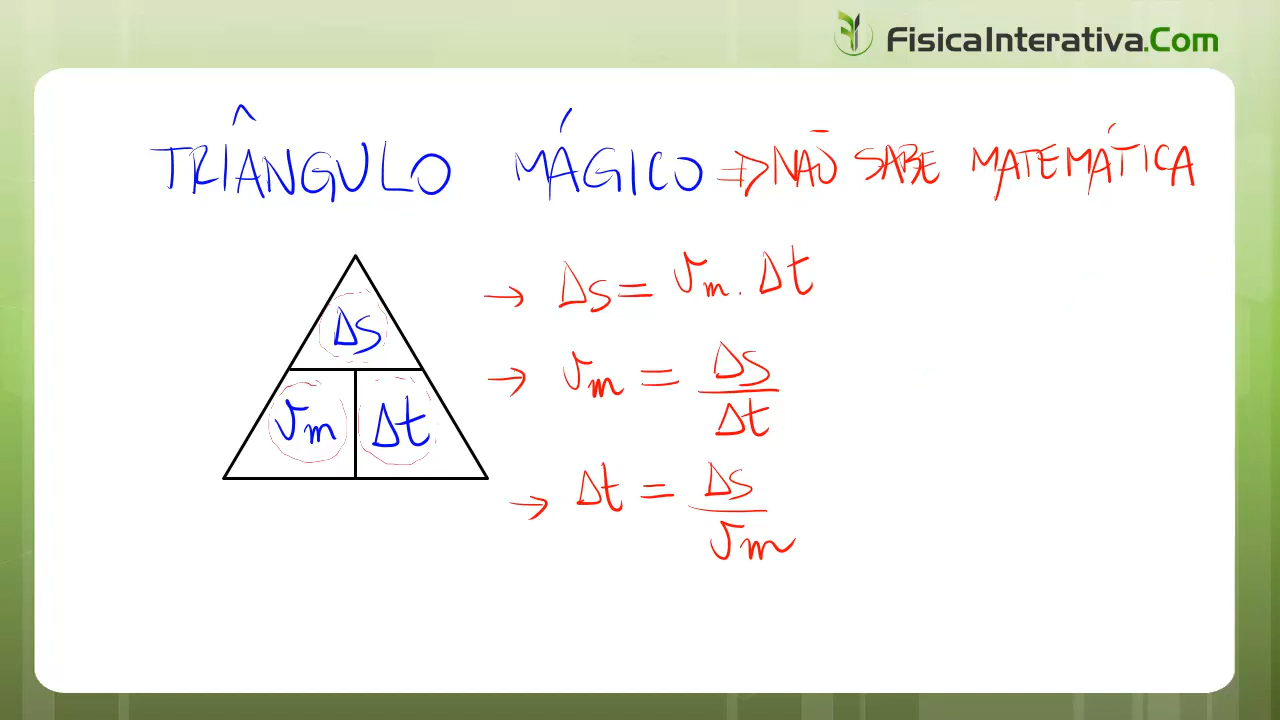 FisicaInterativa.Com
TRIÂNGULO MÁGICO ⇒ NÃO SABE MATEMÁTICA
Δs
vm Δt
→ Δs = vm . Δt
→ vm = Δs / Δt
→ Δt = Δs / vm